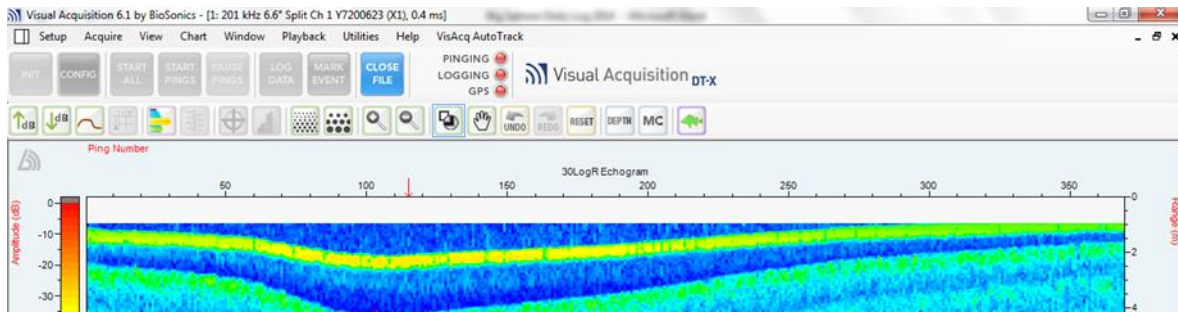 Visual Acquisition 6.1 by BioSonics - [1: 201 kHz 6.6° Split Ch 1 Y7200623 (X1), 0.4 ms]
Setup Acquire View Chart Window Playback Utilities Help VisAcq AutoTrack
INIT CONFIG START ALL START PINGS PAUSE PINGS LOG DATA MARK EVENT CLOSE FILE
PINGING
LOGGING
GPS
Visual Acquisition DT-X
dB dB UNDO REDO RESET DEPTH MC
Ping Number
30LogR Echogram
50 100 150 200 250 300 350
Amplitude (dB)
0
-10
-20
-30
0
2
4
Range (m)